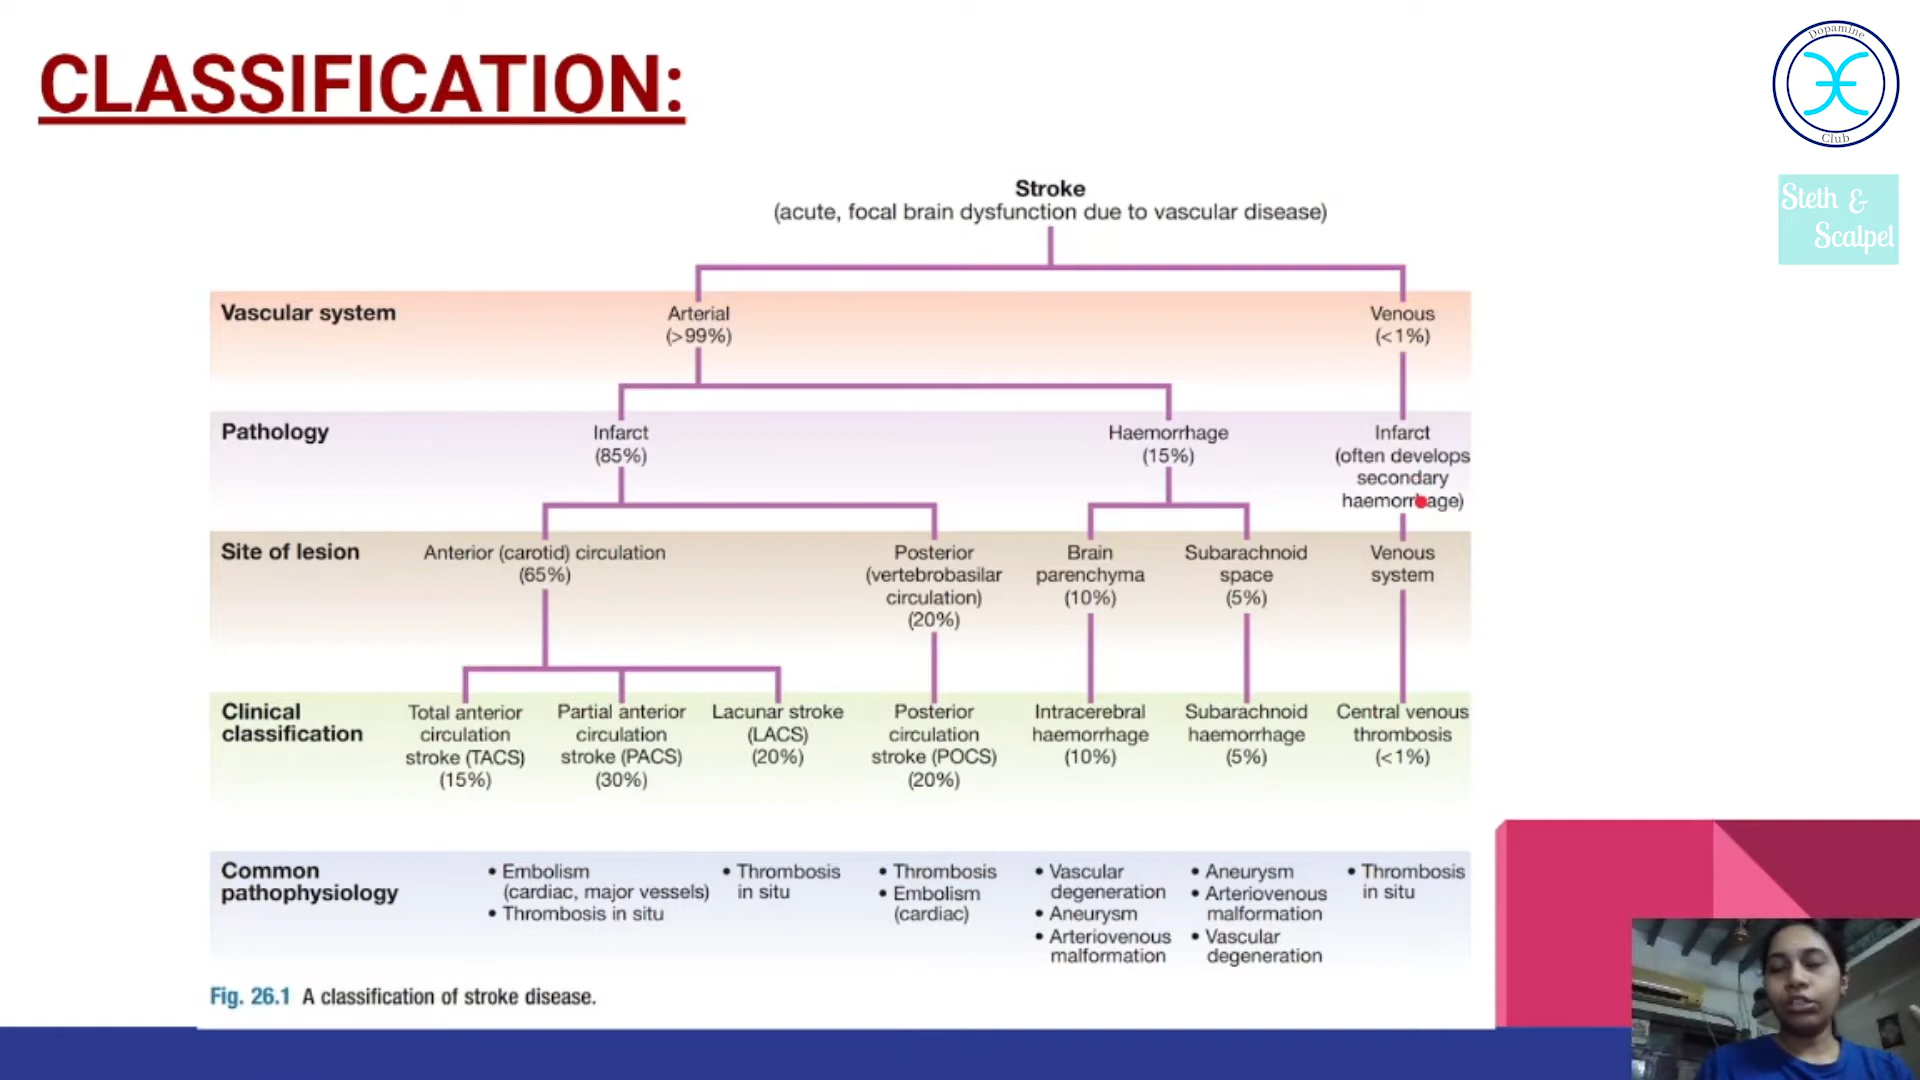 CLASSIFICATION:
Dopamine
Club
Steth &
Scalpel
Stroke
(acute, focal brain dysfunction due to vascular disease)
Vascular system
Arterial
(>99%)
Venous
(<1%)
Pathology
Infarct
(85%)
Haemorrhage
(15%)
Infarct
(often develops
secondary
haemorrhage)
Site of lesion
Anterior (carotid) circulation
(65%)
Posterior
(vertebrobasilar
circulation)
(20%)
Brain
parenchyma
(10%)
Subarachnoid
space
(5%)
Venous
system
Clinical
classification
Total anterior
circulation
stroke (TACS)
(15%)
Partial anterior
circulation
stroke (PACS)
(30%)
Lacunar stroke
(LACS)
(20%)
Posterior
circulation
stroke (POCS)
(20%)
Intracerebral
haemorrhage
(10%)
Subarachnoid
haemorrhage
(5%)
Central venous
thrombosis
(<1%)
Common
pathophysiology
• Embolism
(cardiac, major vessels)
• Thrombosis in situ
• Thrombosis
in situ
• Thrombosis
• Embolism
(cardiac)
• Vascular
degeneration
• Aneurysm
• Arteriovenous
malformation
• Aneurysm
• Arteriovenous
malformation
• Vascular
degeneration
• Thrombosis
in situ
Fig. 26.1 A classification of stroke disease.